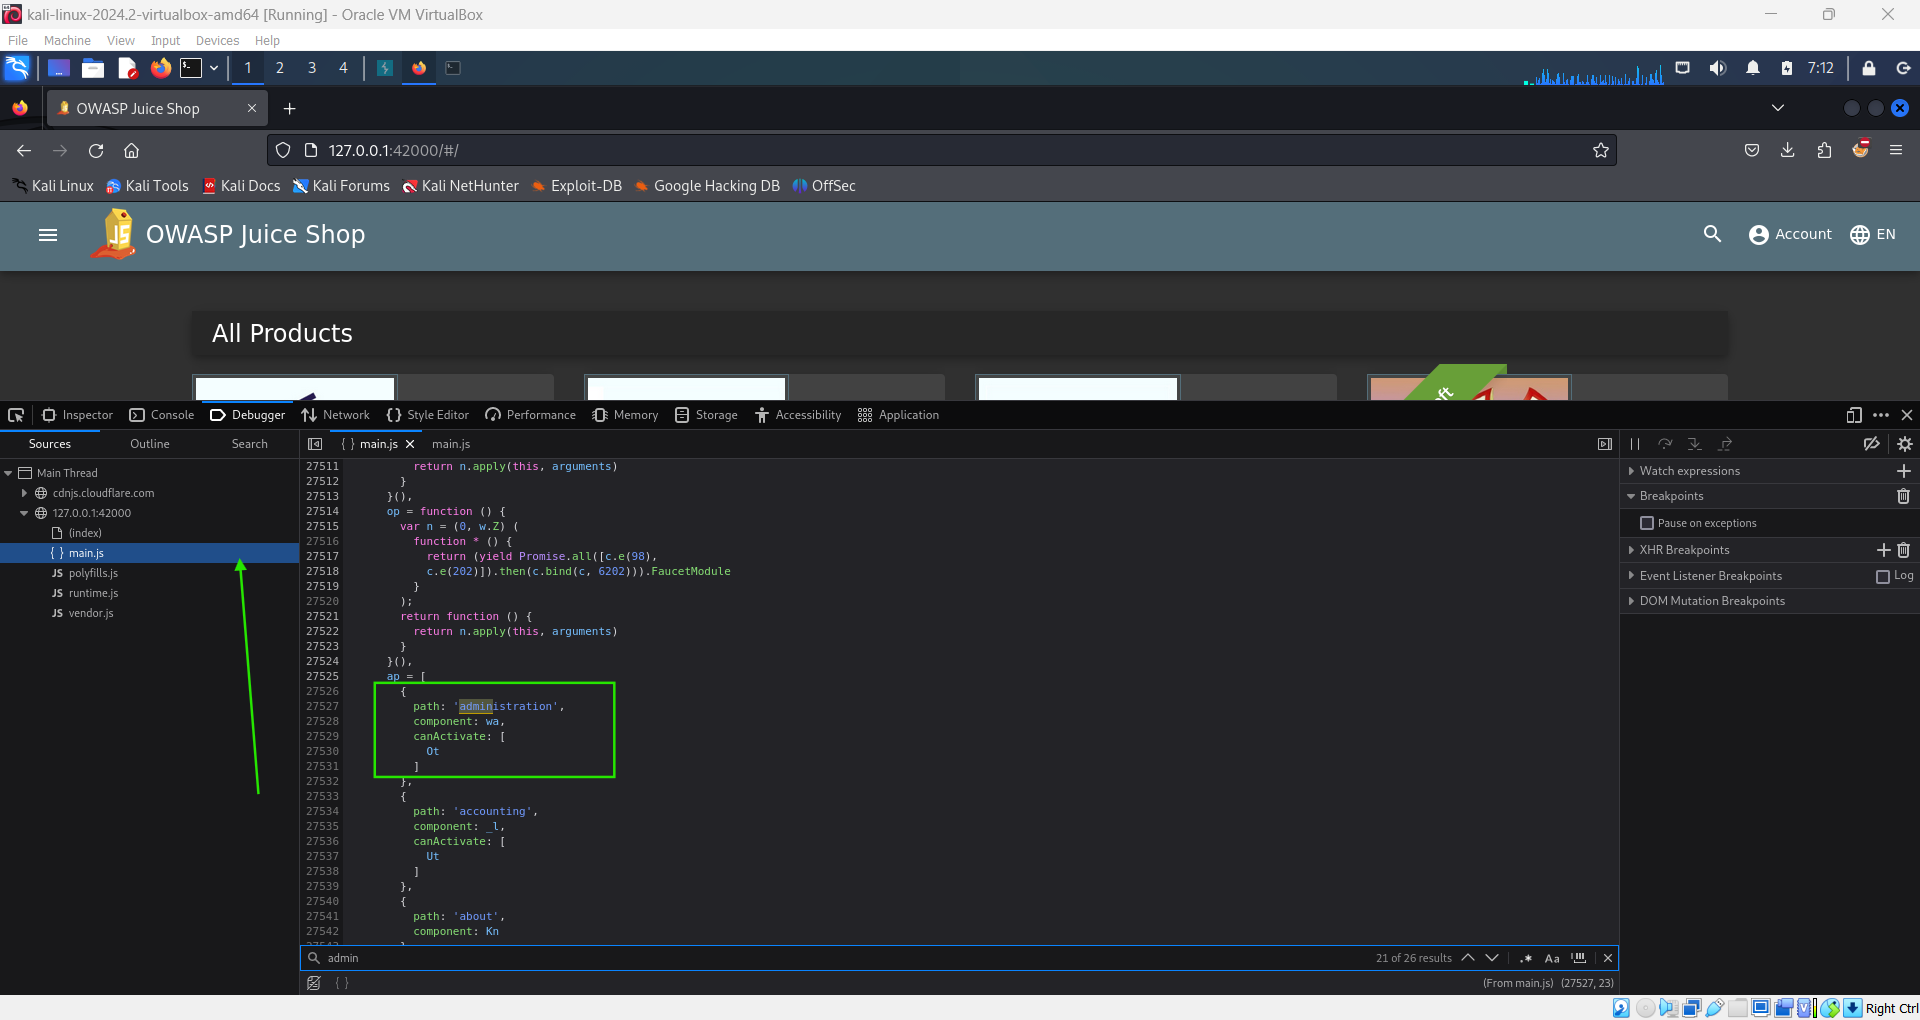 kali-linux-2024.2-virtualbox-amd64 [Running] - Oracle VM VirtualBox
File Machine View Input Devices Help
1 2 3 4 7:12
OWASP Juice Shop
127.0.0.1:42000/#/
Kali Linux Kali Tools Kali Docs Kali Forums Kali NetHunter Exploit-DB Google Hacking DB OffSec
OWASP Juice Shop Account EN
All Products
Inspector Console Debugger Network Style Editor Performance Memory Storage Accessibility Application
Sources Outline Search { } main.js main.js
Main Thread
cdnjs.cloudflare.com
127.0.0.1:42000
(index)
{ } main.js
JS polyfills.js
JS runtime.js
JS vendor.js
27511 return n.apply(this, arguments)
27512 }
27513 }(),
27514 op = function () {
27515 var n = (0, w.Z) (
27516 function * () {
27517 return (yield Promise.all([c.e(98),
27518 c.e(202)]).then(c.bind(c, 6202))).FaucetModule
27519 }
27520 );
27521 return function () {
27522 return n.apply(this, arguments)
27523 }
27524 }(),
27525 ap = [
27526 {
27527 path: 'administration',
27528 component: wa,
27529 canActivate: [
27530 Ot
27531 ]
27532 },
27533 {
27534 path: 'accounting',
27535 component: _l,
27536 canActivate: [
27537 Ut
27538 ]
27539 },
27540 {
27541 path: 'about',
27542 component: Kn
Watch expressions
Breakpoints
Pause on exceptions
XHR Breakpoints
Event Listener Breakpoints Log
DOM Mutation Breakpoints
admin 21 of 26 results .* Aa
{ } (From main.js) (27527, 23)
Right Ctrl